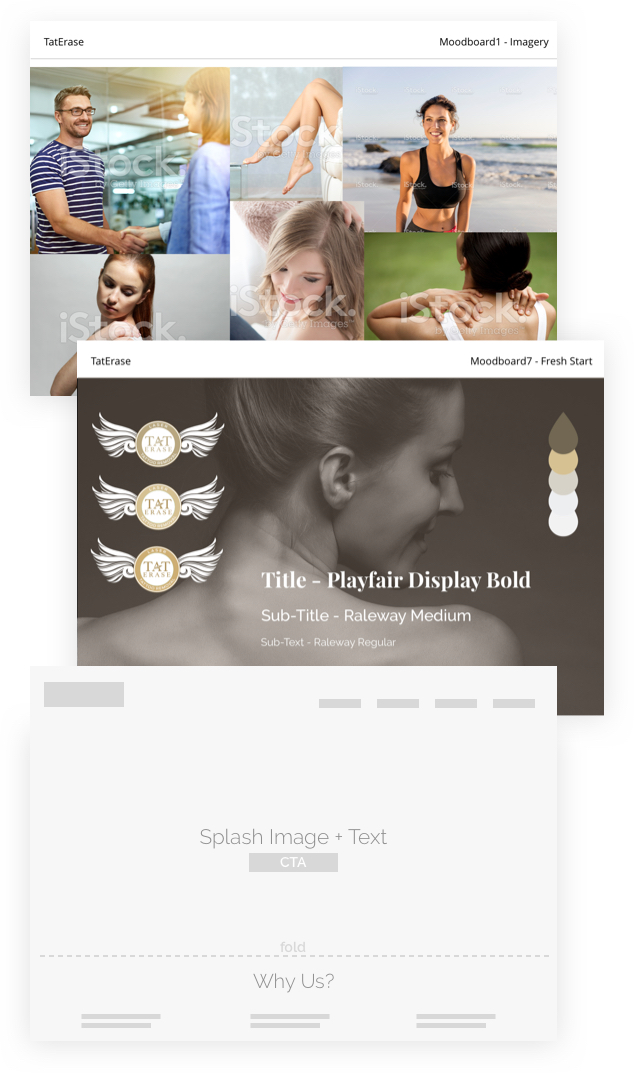 TatErase
Moodboard1 - Imagery
iStock.
iStock.
iStock.
iStock.
iStock.
iStock.
TatErase
Moodboard7 - Fresh Start
TAT
ERASE
TAT
ERASE
TAT
ERASE
Title - Playfair Display Bold
Sub-Title - Raleway Medium
Sub-Text - Raleway Regular
Splash Image + Text
CTA
fold
Why Us?